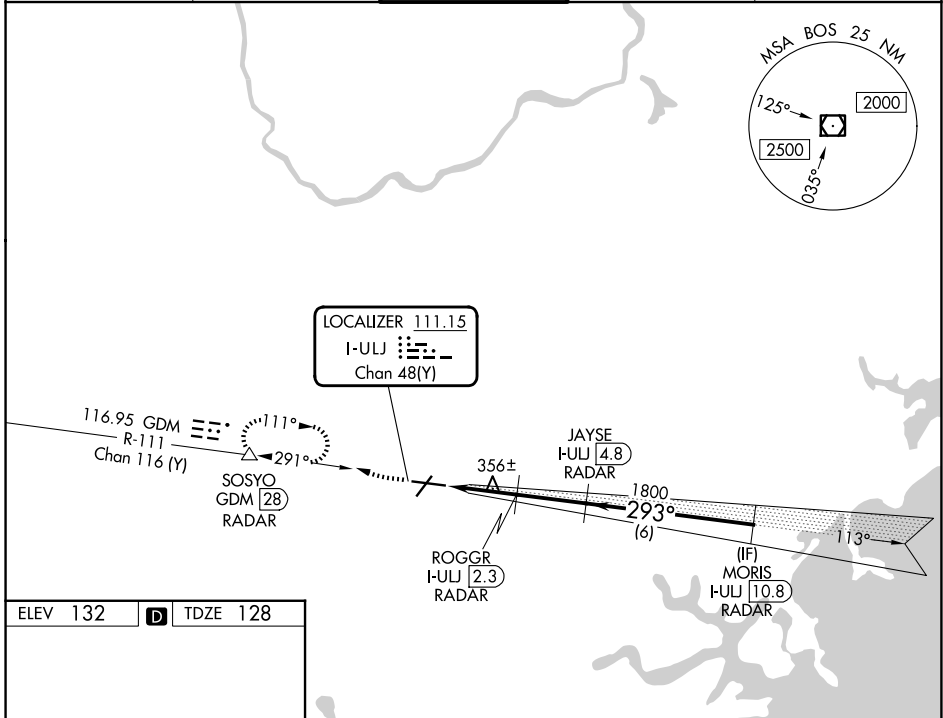 MSA BOS 25 NM
125°
2000
2500
035°
LOCALIZER 111.15
I-ULJ
Chan 48(Y)
116.95 GDM
R-111
Chan 116 (Y)
111°
291°
SOSYO
GDM 28
RADAR
356±
JAYSE
I-ULJ 4.8
RADAR
1800
293°
(6)
113°
ROGGR
I-ULJ 2.3
RADAR
(IF)
MORIS
I-ULJ 10.8
RADAR
ELEV 132 D TDZE 128